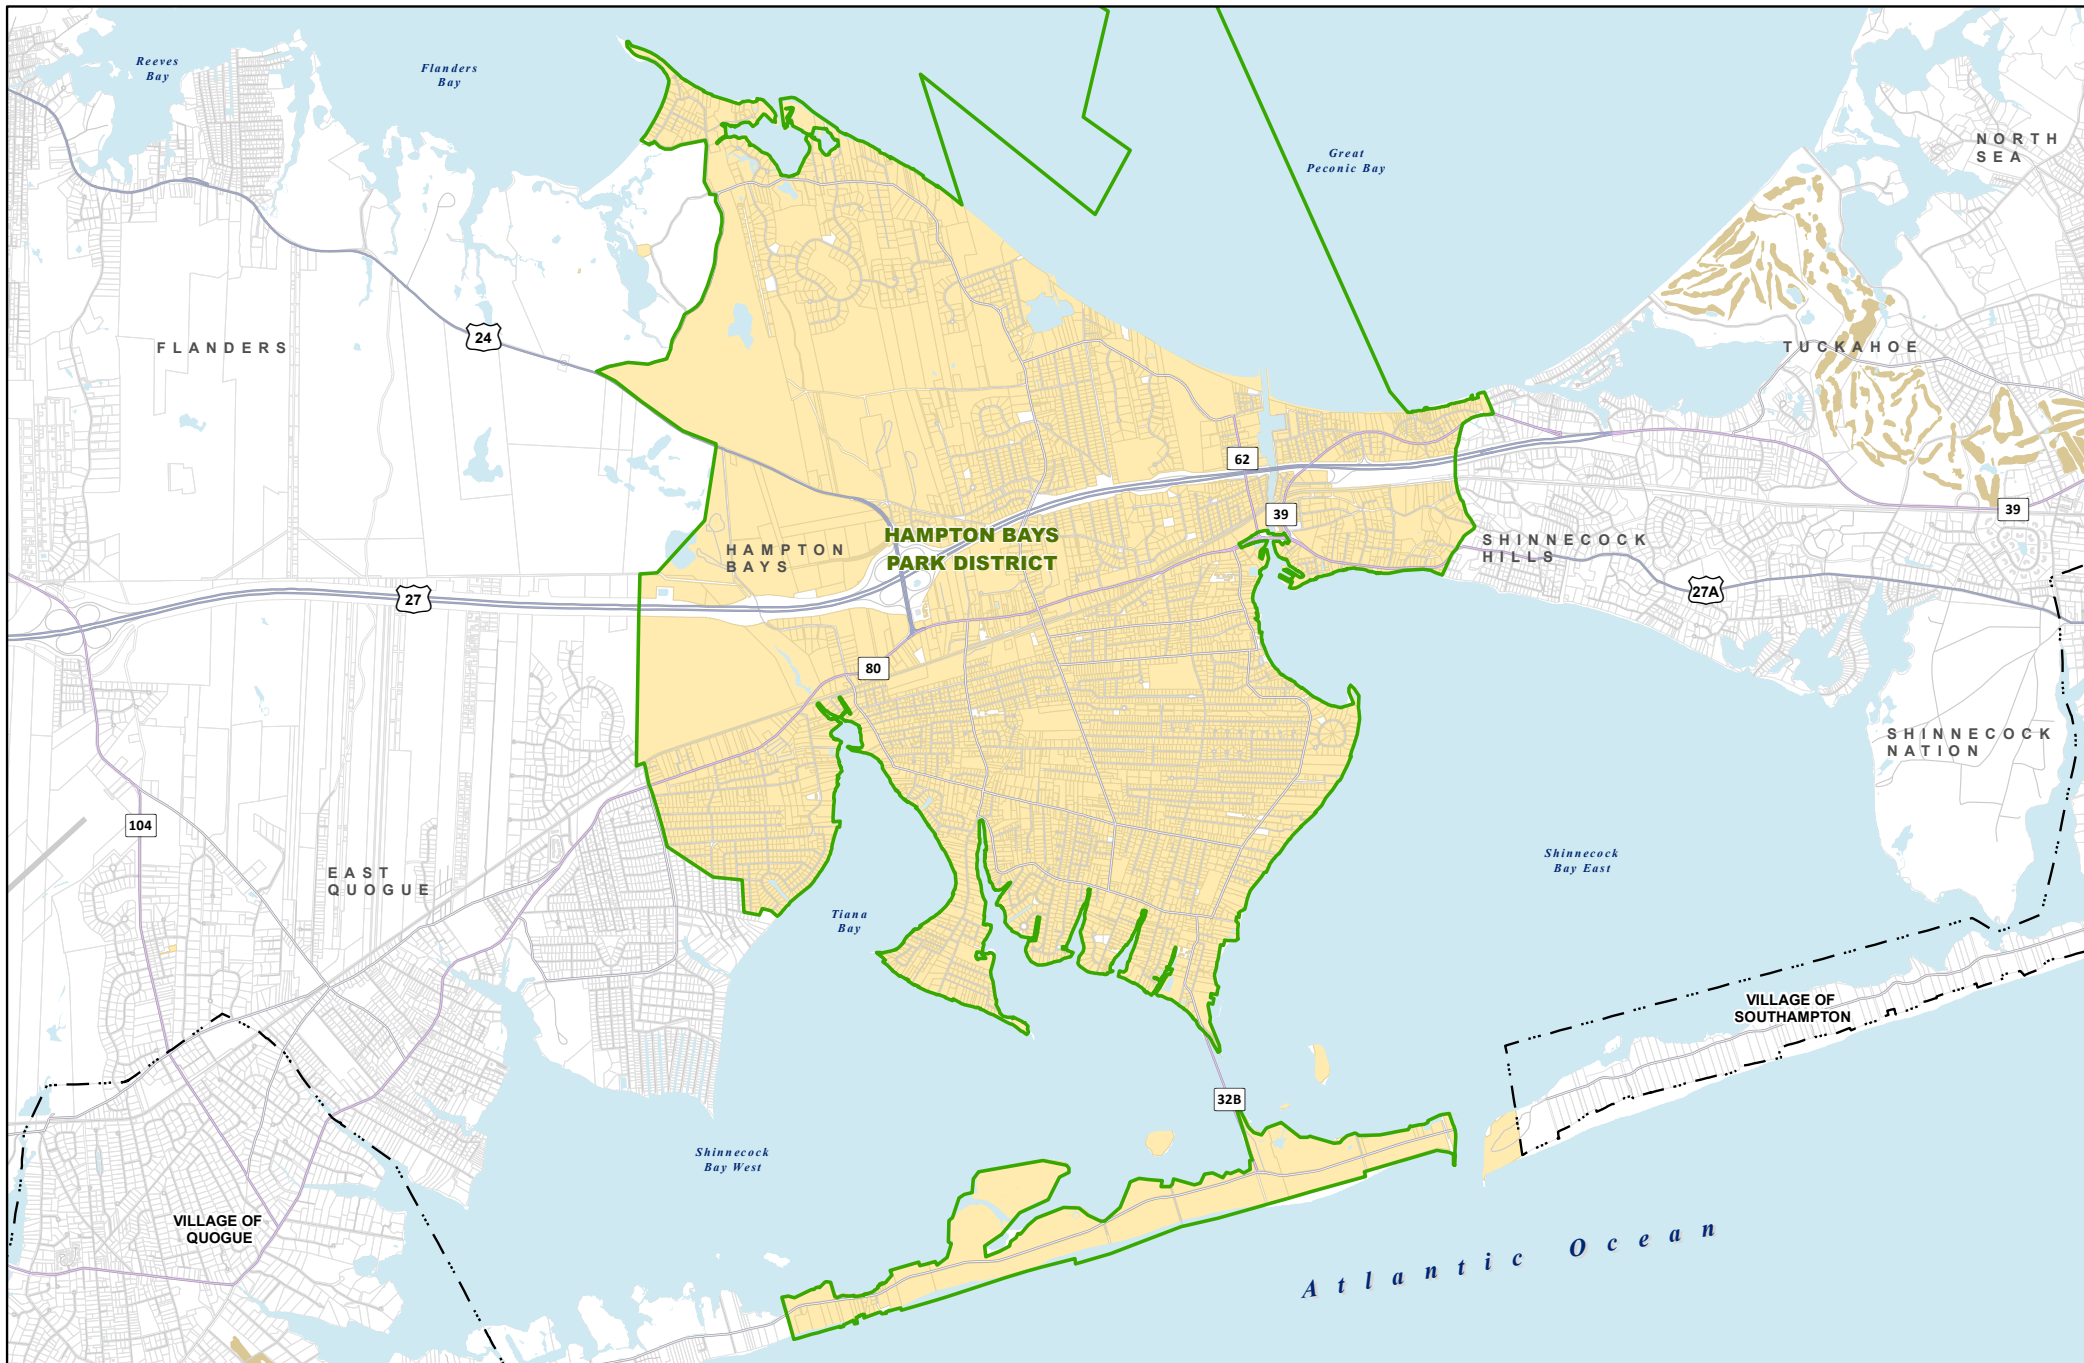 Reeves
Bay
Flanders
Bay
Great
Peconic Bay
NORTH
SEA
FLANDERS
24
TUCKAHOE
62
39
39
HAMPTON BAYS
PARK DISTRICT
HAMPTON
BAYS
SHINNECOCK
HILLS
27
27A
80
SHINNECOCK
NATION
104
EAST
QUOGUE
Shinnecock
Bay East
Tiana
Bay
VILLAGE OF
SOUTHAMPTON
32B
Shinnecock
Bay West
VILLAGE OF
QUOGUE
Atlantic Ocean